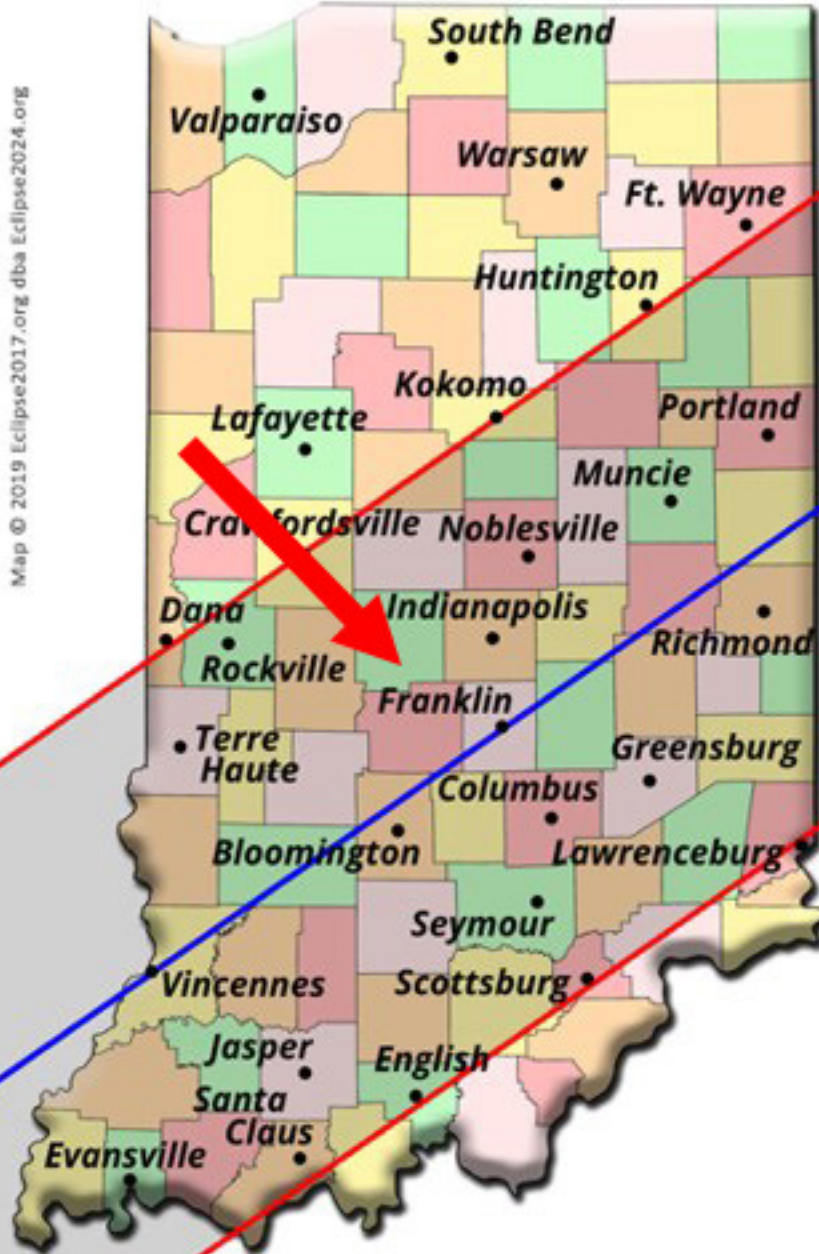 Map © 2019 Eclipse2017.org dba Eclipse2024.org
South Bend
Valparaiso
Warsaw
Ft. Wayne
Huntington
Kokomo
Lafayette
Portland
Muncie
Crawfordsville
Noblesville
Dana
Indianapolis
Richmond
Rockville
Franklin
Terre
Haute
Greensburg
Columbus
Bloomington
Lawrenceburg
Seymour
Vincennes
Scottsburg
Jasper
English
Santa
Claus
Evansville